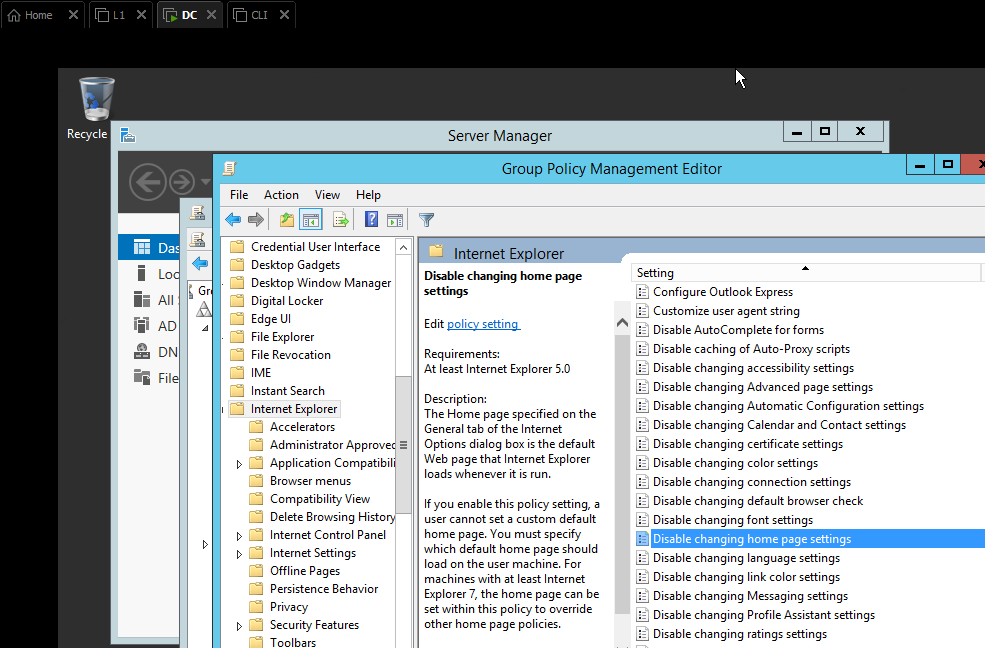 Home
L1
DC
CLI
Recycle
Server Manager
Group Policy Management Editor
File Action View Help
Das
Loc
All
AD
DN
File
Gr
Credential User Interface
Desktop Gadgets
Desktop Window Manager
Digital Locker
Edge UI
File Explorer
File Revocation
IME
Instant Search
Internet Explorer
Accelerators
Administrator Approved
Application Compatibili
Browser menus
Compatibility View
Delete Browsing History
Internet Control Panel
Internet Settings
Offline Pages
Persistence Behavior
Privacy
Security Features
Toolbars
Internet Explorer
Disable changing home page
settings
Edit policy setting
Requirements:
At least Internet Explorer 5.0
Description:
The Home page specified on the
General tab of the Internet
Options dialog box is the default
Web page that Internet Explorer
loads whenever it is run.
If you enable this policy setting, a
user cannot set a custom default
home page. You must specify
which default home page should
load on the user machine. For
machines with at least Internet
Explorer 7, the home page can be
set within this policy to override
other home page policies.
Setting
Configure Outlook Express
Customize user agent string
Disable AutoComplete for forms
Disable caching of Auto-Proxy scripts
Disable changing accessibility settings
Disable changing Advanced page settings
Disable changing Automatic Configuration settings
Disable changing Calendar and Contact settings
Disable changing certificate settings
Disable changing color settings
Disable changing connection settings
Disable changing default browser check
Disable changing font settings
Disable changing home page settings
Disable changing language settings
Disable changing link color settings
Disable changing Messaging settings
Disable changing Profile Assistant settings
Disable changing ratings settings